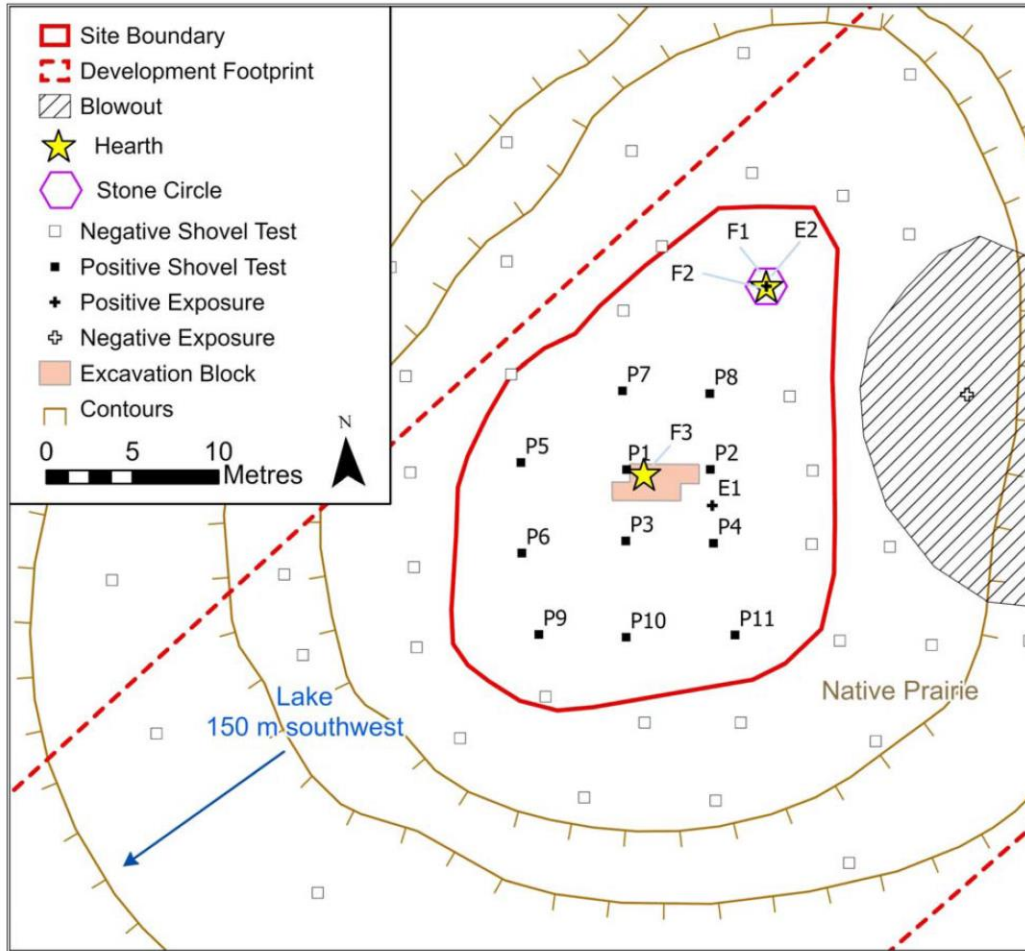 Site Boundary
Development Footprint
Blowout
Hearth
Stone Circle
Negative Shovel Test
Positive Shovel Test
Positive Exposure
Negative Exposure
Excavation Block
Contours
0 5 10
Metres
N
F1 E2
F2
P7 P8
P5 P1 F3 P2
E1
P6 P3 P4
P9 P10 P11
Native Prairie
Lake
150 m southwest